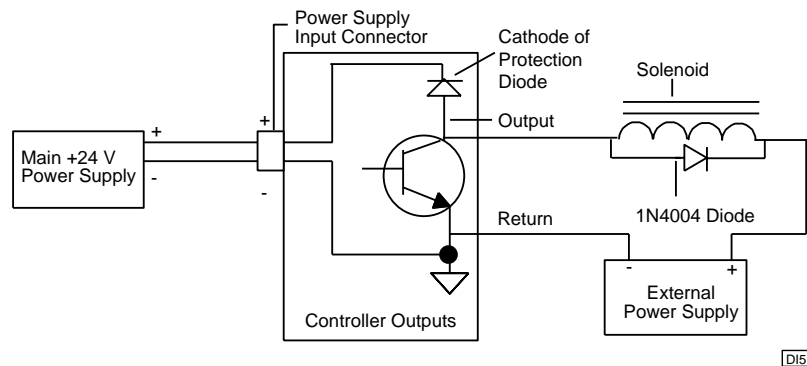 Power Supply
Input Connector
Cathode of
Protection
Diode
Solenoid
+
Main +24 V
Power Supply
-
+
-
Output
1N4004 Diode
Return
-
+
External
Power Supply
Controller Outputs
DI5